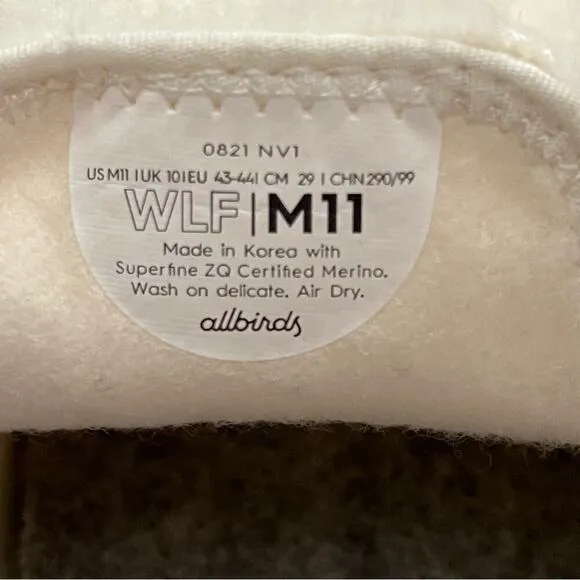 0821 NV1
US M11 | UK 10 | EU 43-44 | CM 29 | CHN 290/99
WLF | M11
Made in Korea with
Superfine ZQ Certified Merino.
Wash on delicate. Air Dry.
allbirds